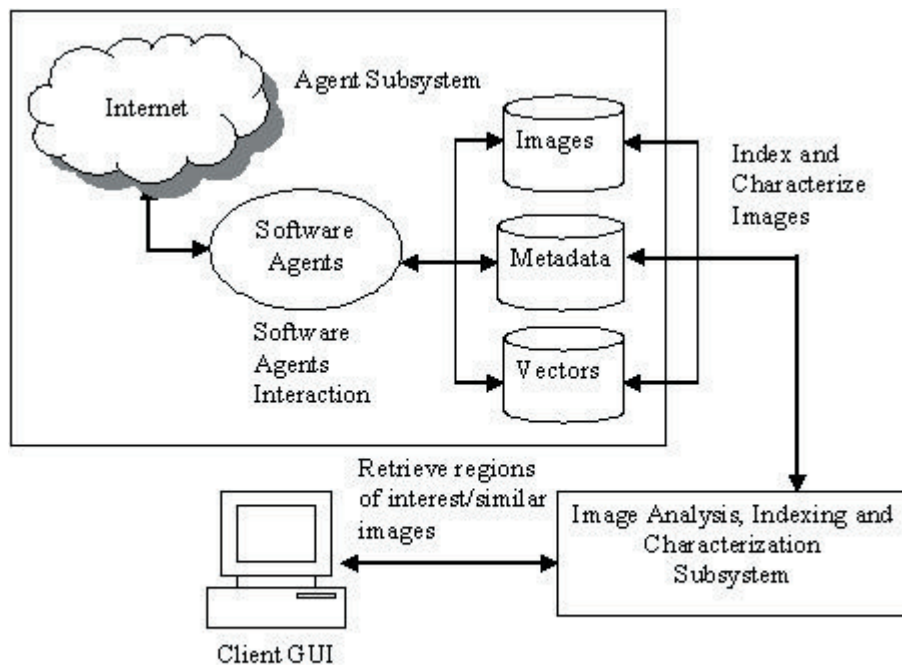 Agent Subsystem
Internet
Images
Index and
Characterize
Images
Software
Agents
Metadada
Software
Agents
Interaction
Vectors
Retrieve regions
of interest/similar
images
Image Analysis, Indexing and
Characterization
Subsystem
Client GUI